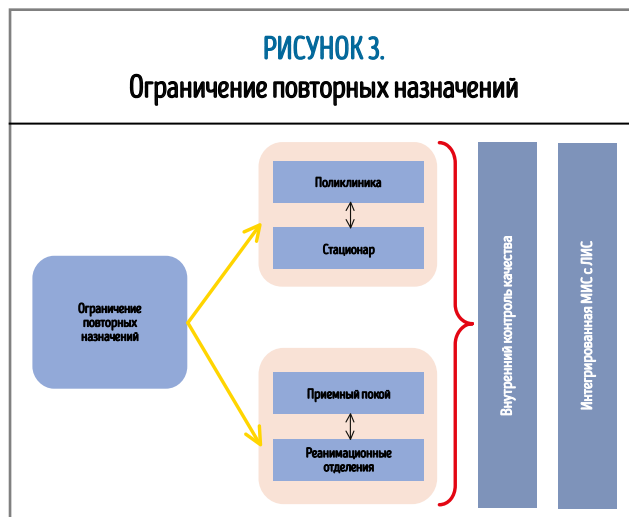 РИСУНОК 3.
Ограничение повторных назначений
Ограничение
повторных
назначений
Поликлиника
Стационар
Приемный покой
Реанимационные
отделения
Внутренний контроль качества
Интегрированная МИС с ЛИС